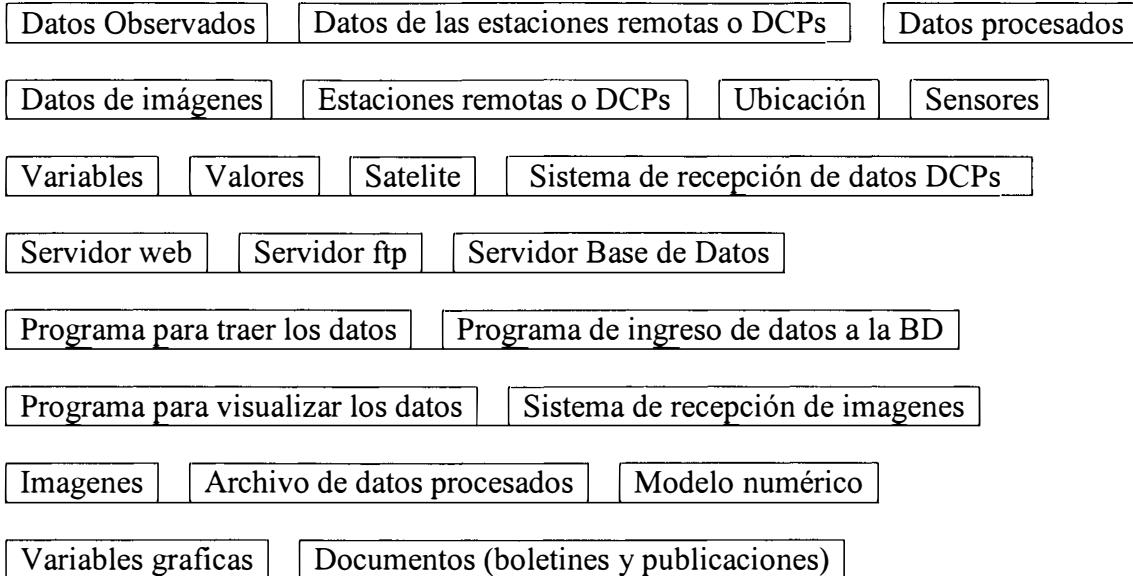 Datos Observados Datos de las estaciones remotas o DCPs Datos procesados
Datos de imágenes Estaciones remotas o DCPs Ubicación Sensores
Variables Valores Satelite Sistema de recepción de datos DCPs
Servidor web Servidor ftp Servidor Base de Datos
Programa para traer los datos Programa de ingreso de datos a la BD
Programa para visualizar los datos Sistema de recepción de imagenes
Imagenes Archivo de datos procesados Modelo numérico
Variables graficas Documentos (boletines y publicaciones)